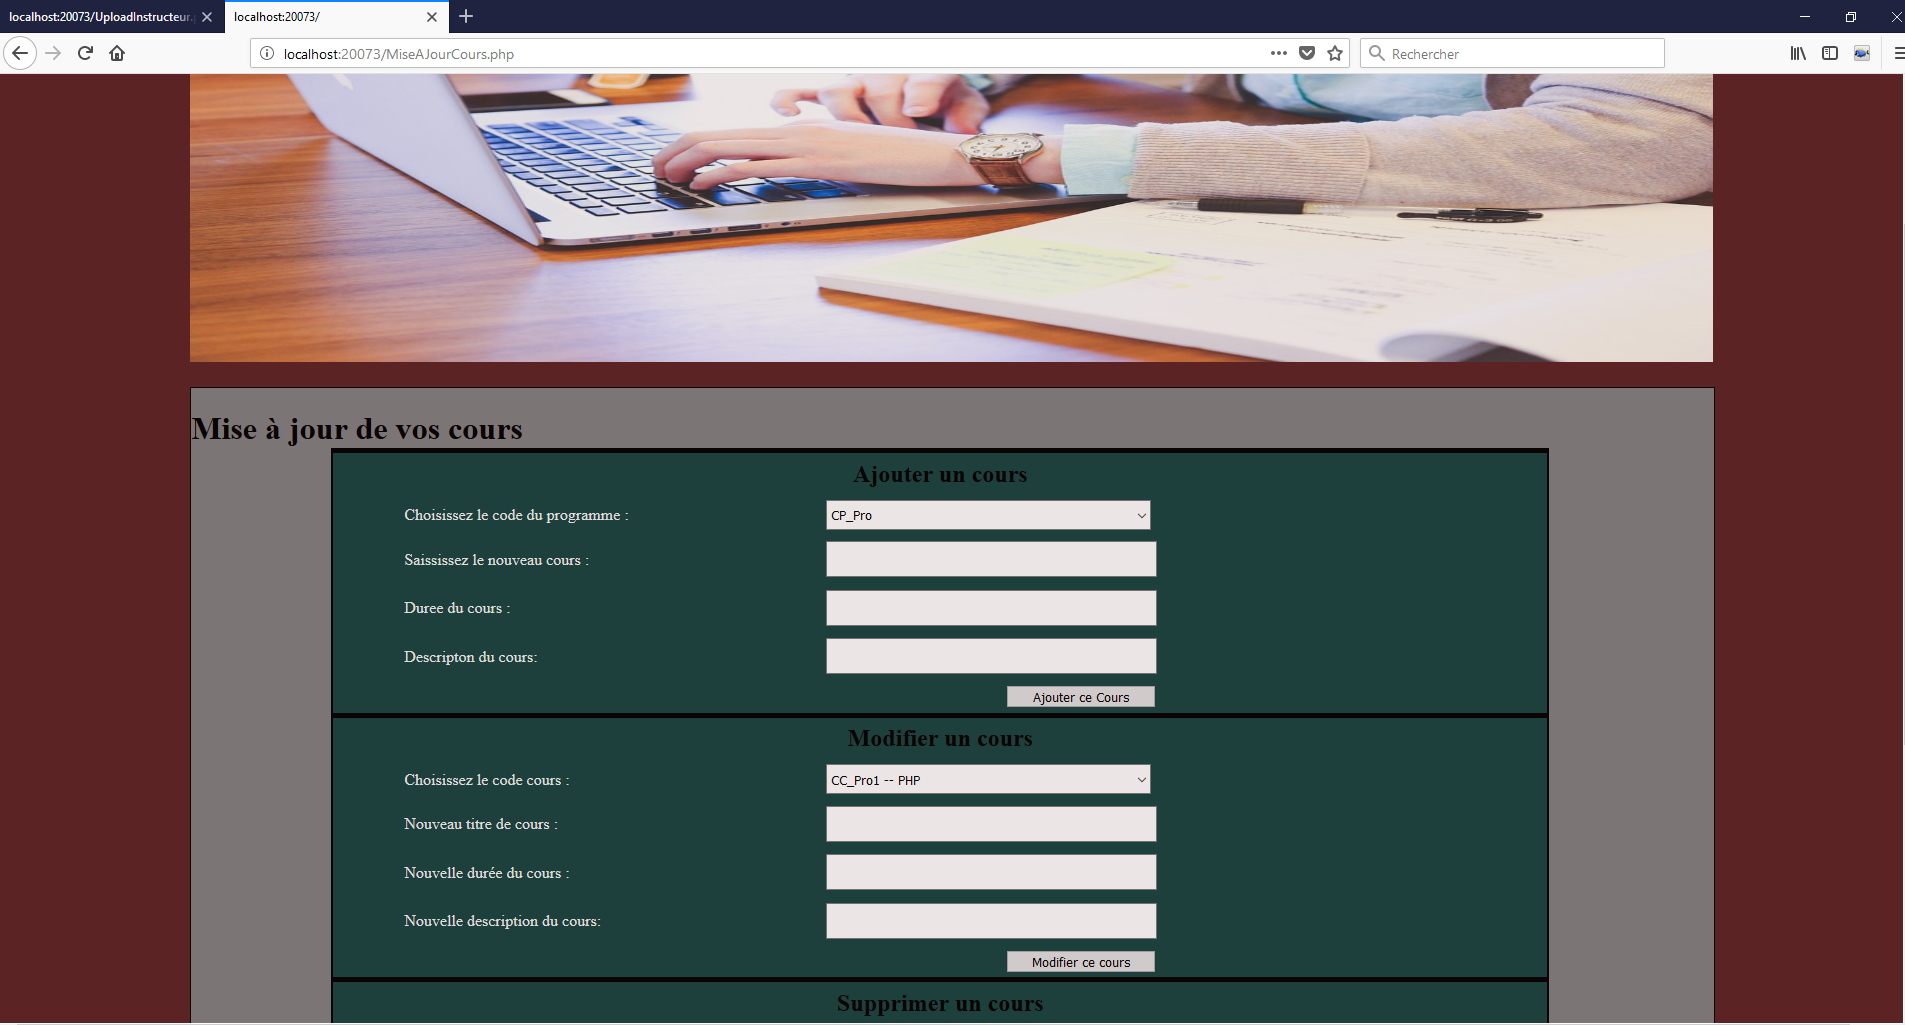 localhost:20073/UploadInstructeur.
localhost:20073/
localhost:20073/MiseAJourCours.php
Rechercher
Mise à jour de vos cours
Ajouter un cours
Choisissez le code du programme :
CP_Pro
Saississez le nouveau cours :
Duree du cours :
Descripton du cours:
Ajouter ce Cours
Modifier un cours
Choisissez le code cours :
CC_Pro1 -- PHP
Nouveau titre de cours :
Nouvelle durée du cours :
Nouvelle description du cours:
Modifier ce cours
Supprimer un cours